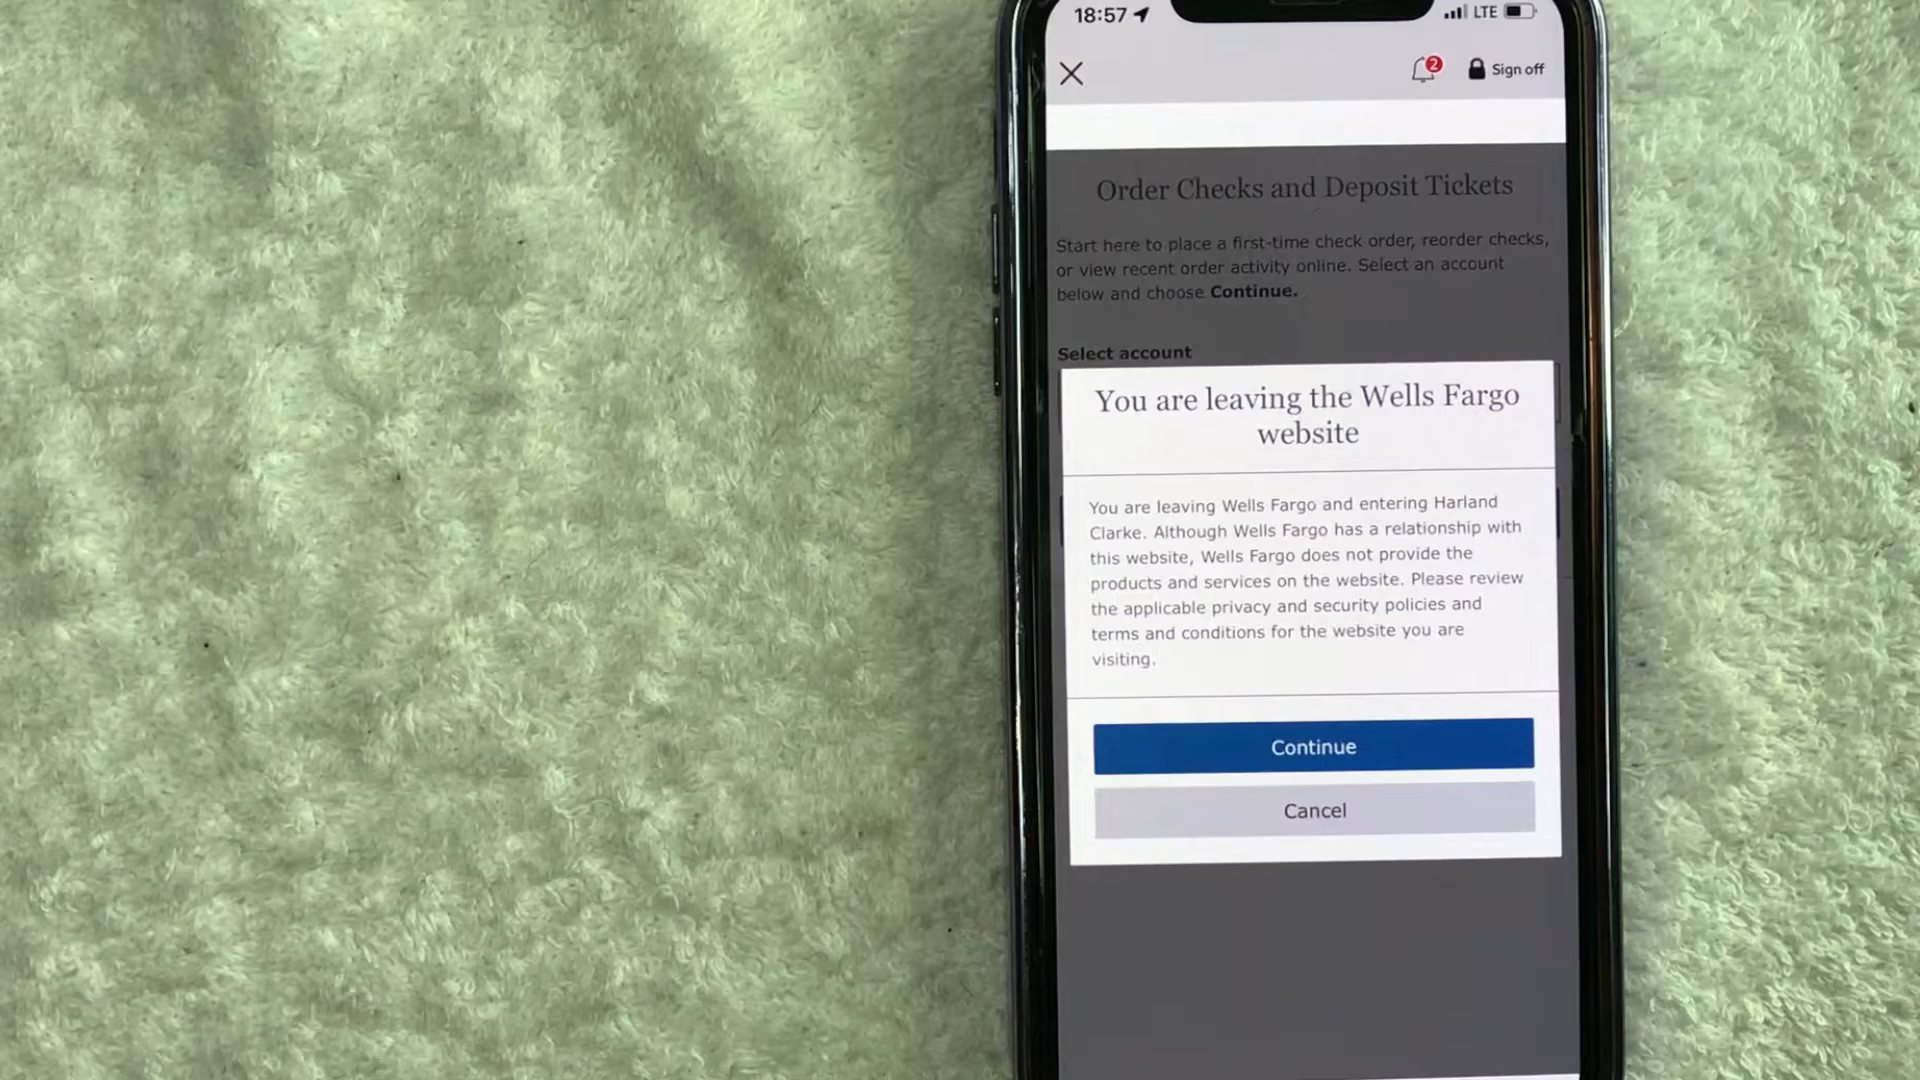 18:57
LTE
2
Sign off
Order Checks and Deposit Tickets
Start here to place a first-time check order, reorder checks,
or view recent order activity online. Select an account
below and choose Continue.
Select account
You are leaving the Wells Fargo
website
You are leaving Wells Fargo and entering Harland
Clarke. Although Wells Fargo has a relationship with
this website, Wells Fargo does not provide the
products and services on the website. Please review
the applicable privacy and security policies and
terms and conditions for the website you are
visiting.
Continue
Cancel